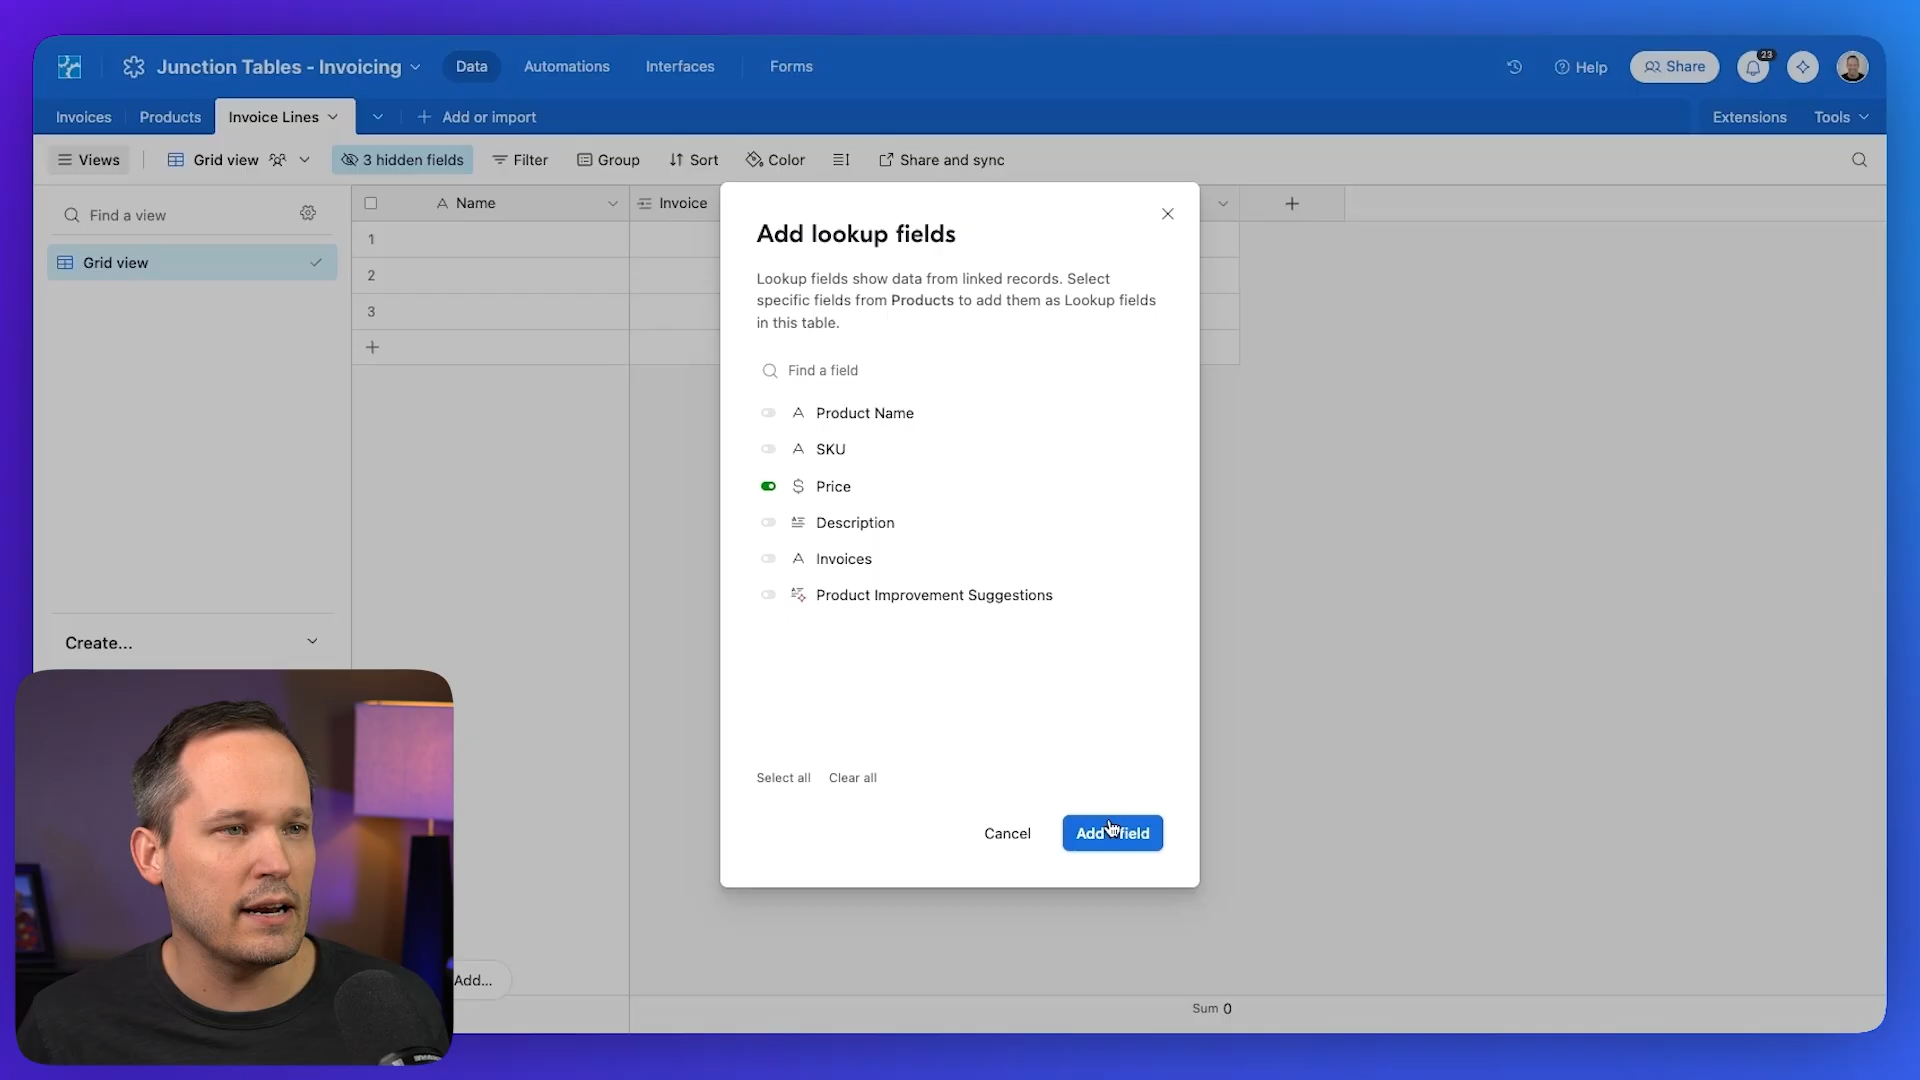 Junction Tables - Invoicing
Data
Automations
Interfaces
Forms
Help
Share
23
Invoices
Products
Invoice Lines
Add or import
Extensions
Tools
Views
Grid view
3 hidden fields
Filter
Group
Sort
Color
Share and sync
Find a view
Grid view
Create...
Name
Invoice
1
2
3
Add lookup fields
Lookup fields show data from linked records. Select
specific fields from Products to add them as Lookup fields
in this table.
Find a field
Product Name
SKU
Price
Description
Invoices
Product Improvement Suggestions
Select all
Clear all
Cancel
Add field
Add...
Sum 0